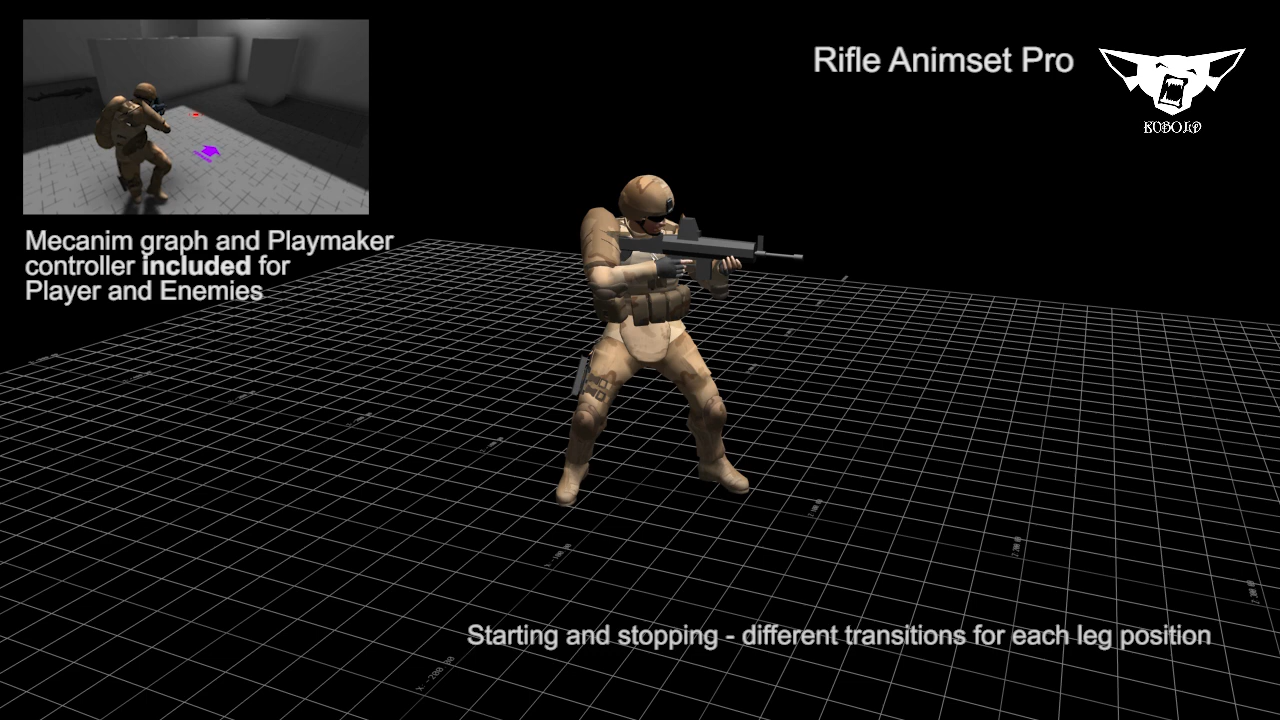 Rifle Animset Pro
KOBOLD
Mecanim graph and Playmaker
controller included for
Player and Enemies
Starting and stopping - different transitions for each leg position